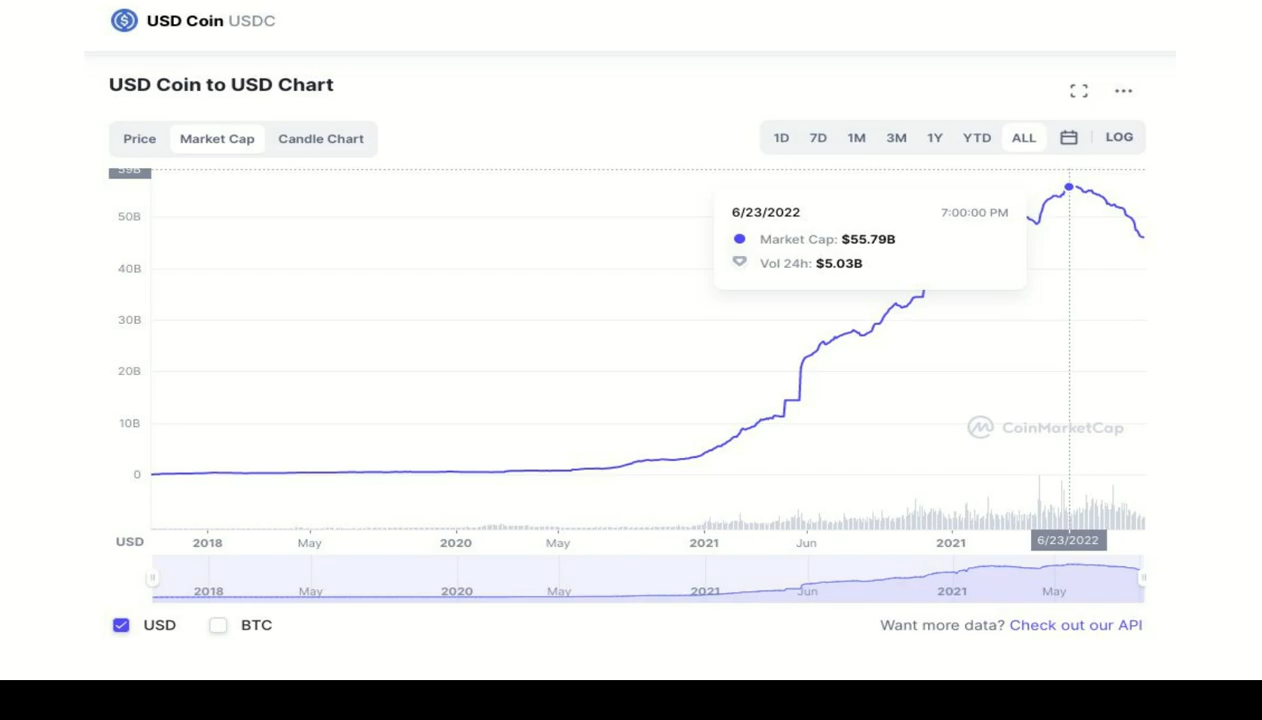 USD Coin USDC
USD Coin to USD Chart
Price Market Cap Candle Chart
1D 7D 1M 3M 1Y YTD ALL LOG
59B
50B
40B
30B
20B
10B
0
6/23/2022 7:00:00 PM
Market Cap: $55.79B
Vol 24h: $5.03B
CoinMarketCap
USD 2018 May 2020 May 2021 Jun 2021 6/23/2022
2018 May 2020 May 2021 Jun 2021 May
USD BTC
Want more data? Check out our API